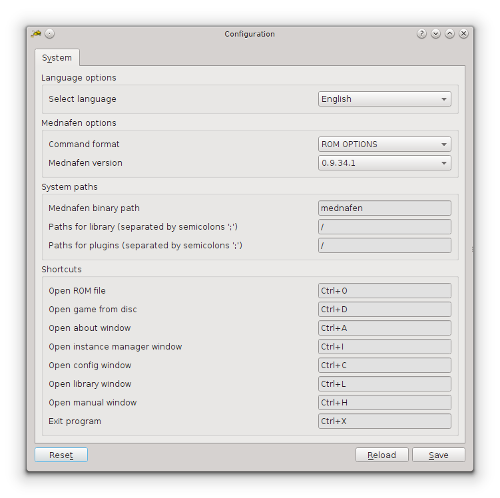 Configuration
System
Language options
Select language English
Mednafen options
Command format ROM OPTIONS
Mednafen version 0.9.34.1
System paths
Mednafen binary path mednafen
Paths for library (separated by semicolons ';') /
Paths for plugins (separated by semicolons ';') /
Shortcuts
Open ROM file Ctrl+O
Open game from disc Ctrl+D
Open about window Ctrl+A
Open instance manager window Ctrl+I
Open config window Ctrl+C
Open library window Ctrl+L
Open manual window Ctrl+H
Exit program Ctrl+X
Reset Reload Save